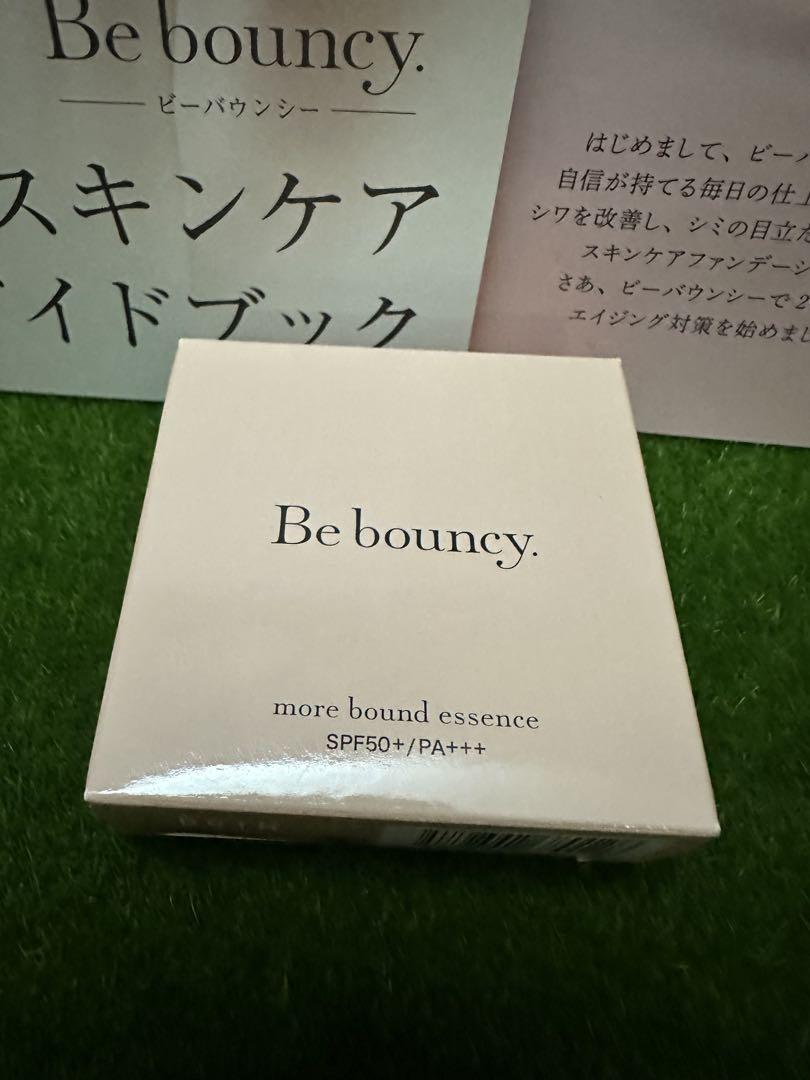 Be bouncy.
ビーバウンシー
スキンケア
イドブック
はじめまして、ビーバ
自信が持てる毎日の仕上
シワを改善し、シミの目立た
スキンケアファンデーシ
さあ、ビーバウンシーで2
エイジング対策を始めまし
Be bouncy.
more bound essence
SPF50+/PA+++